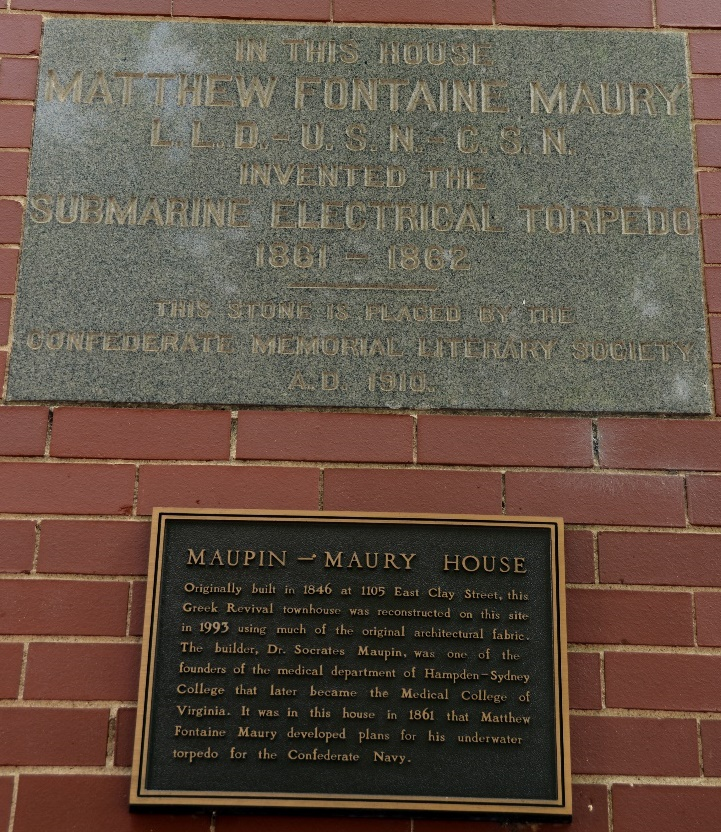 IN THIS HOUSE
MATTHEW FONTAINE MAURY
L.L.D.-U.S.N.-C.S.N.
INVENTED THE
SUBMARINE ELECTRICAL TORPEDO
1861 - 1862
THIS STONE IS PLACED BY THE
CONFEDERATE MEMORIAL LITERARY SOCIETY
A.D. 1910.
MAUPIN - MAURY HOUSE
Originally built in 1846 at 1105 East Clay Street, this
Greek Revival townhouse was reconstructed on this site
in 1993 using much of the original architectural fabric.
The builder, Dr. Socrates Maupin, was one of the
founders of the medical department of Hampden-Sydney
College that later became the Medical College of
Virginia. It was in this house in 1861 that Matthew
Fontaine Maury developed plans for his underwater
torpedo for the Confederate Navy.